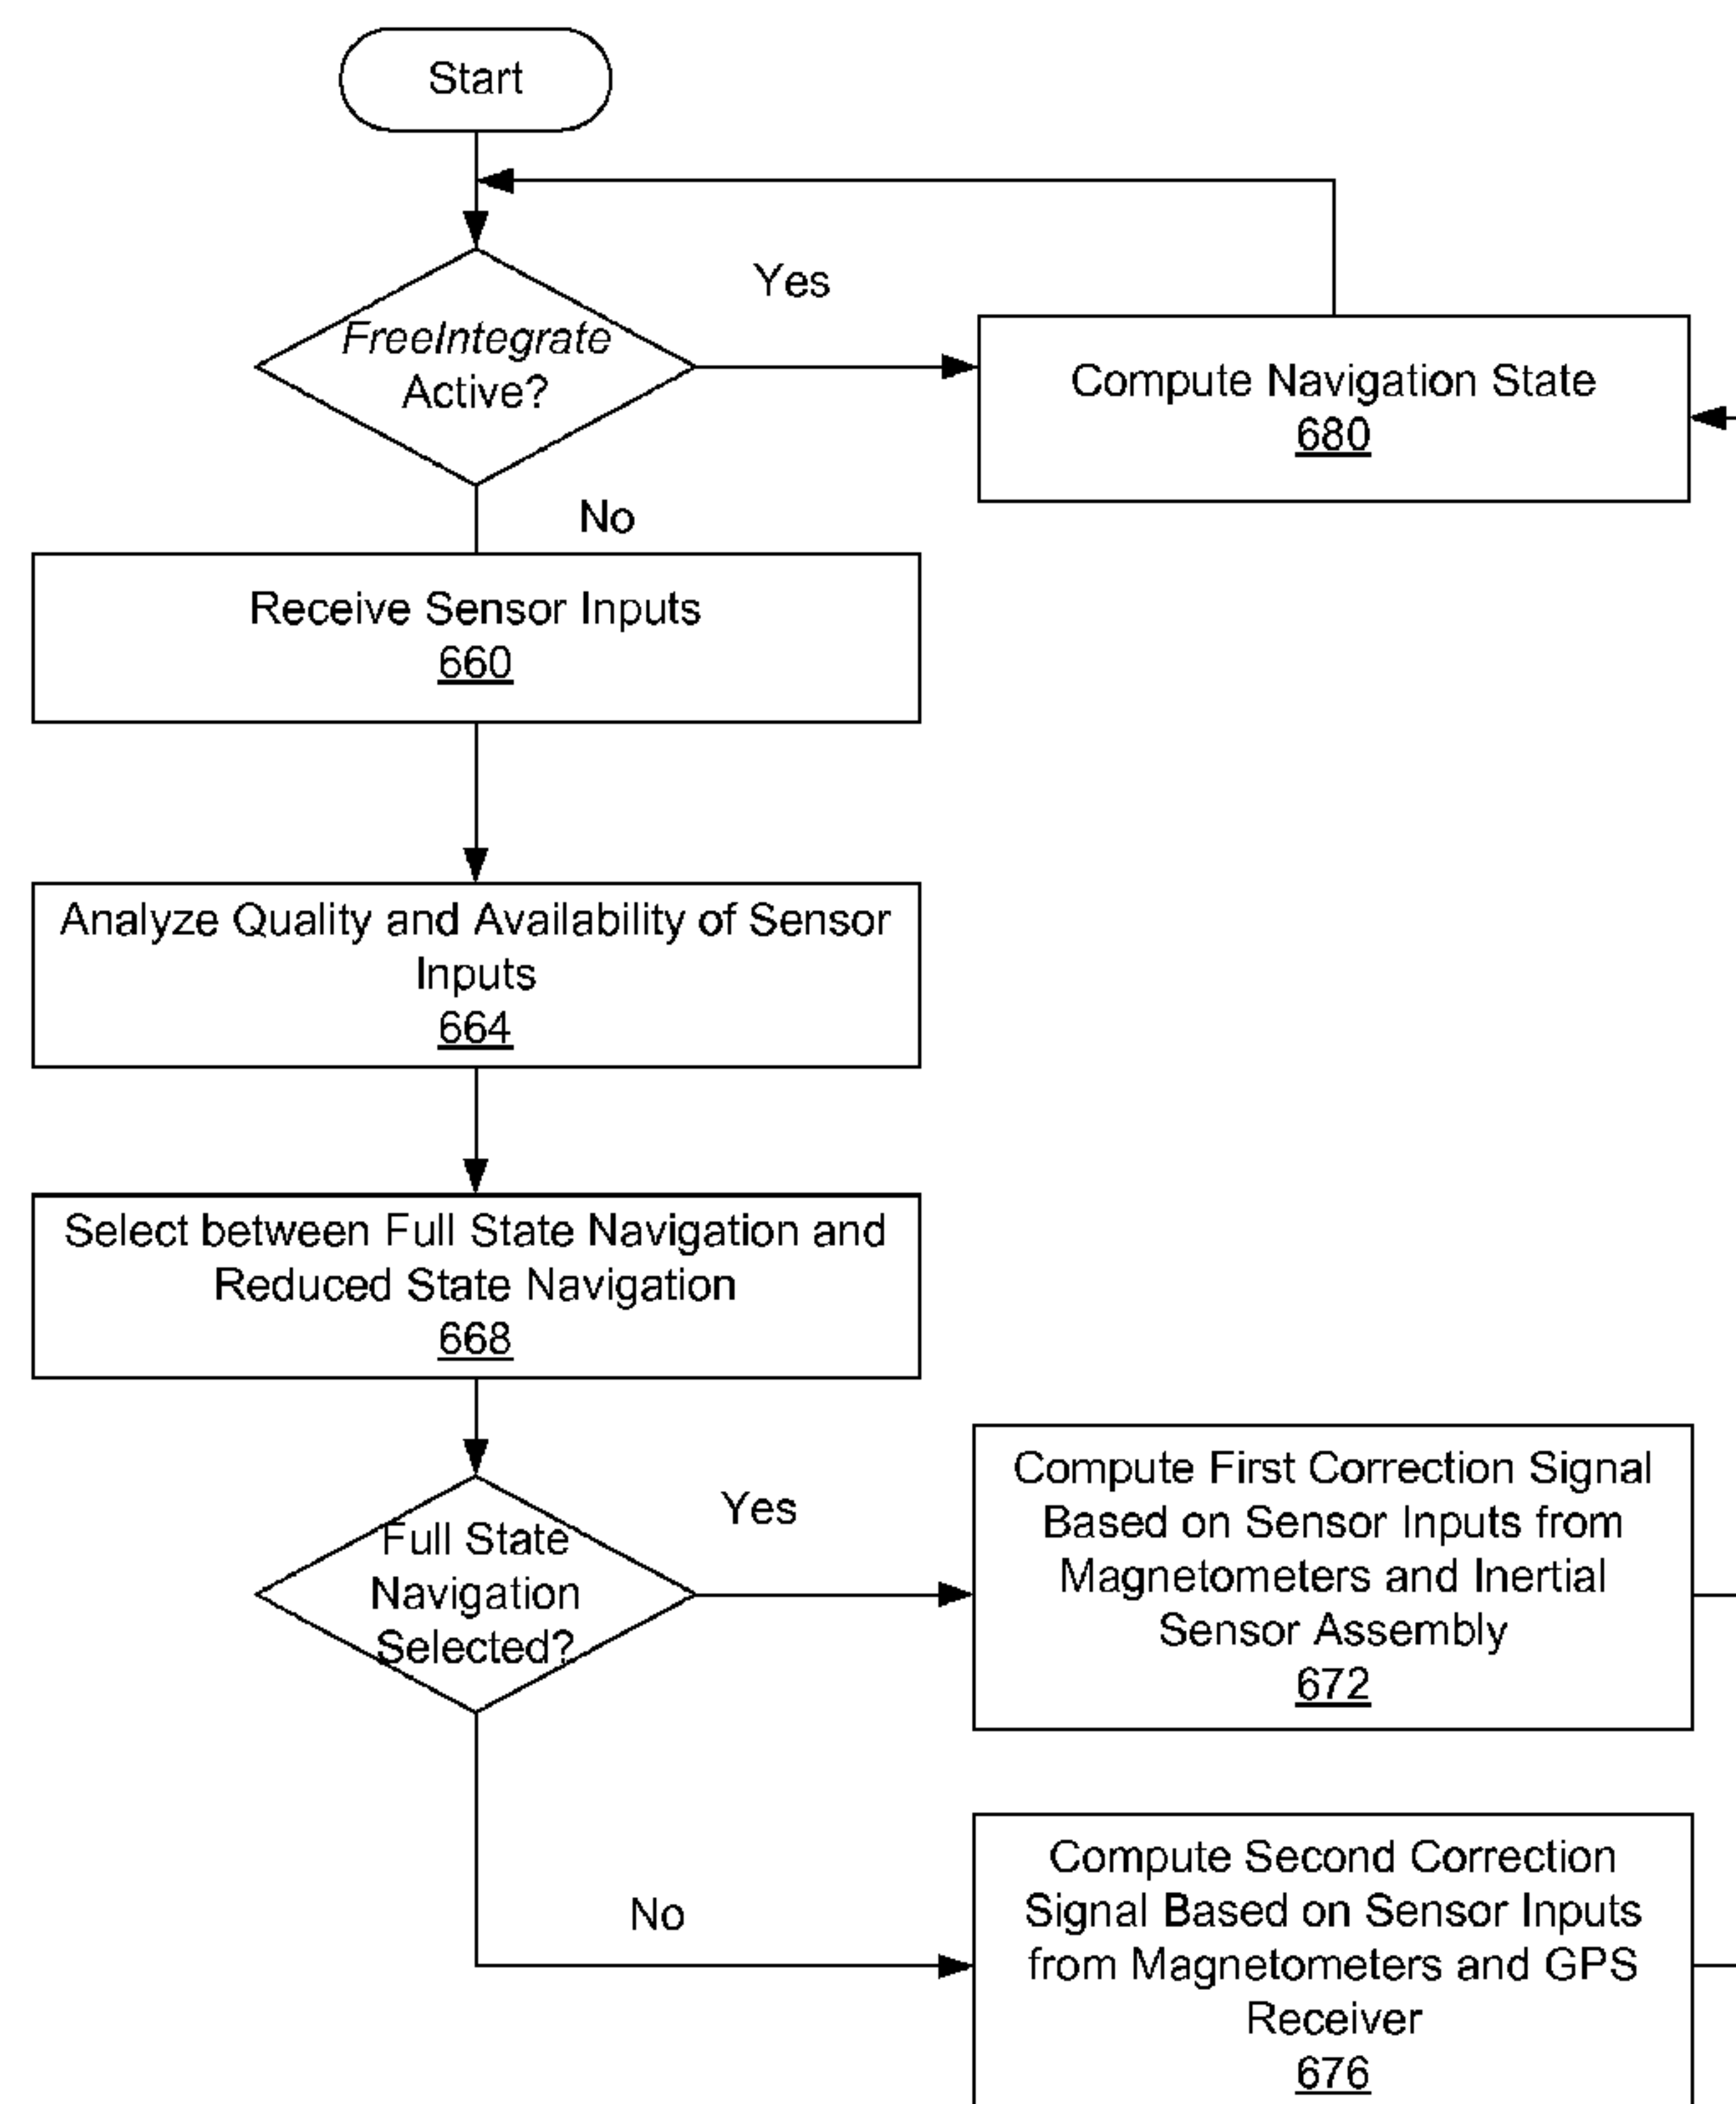 Start
FreeIntegrate
Active?
Yes
Compute Navigation State
680
No
Receive Sensor Inputs
660
Analyze Quality and Availability of Sensor
Inputs
664
Select between Full State Navigation and
Reduced State Navigation
668
Full State
Navigation
Selected?
Yes
Compute First Correction Signal
Based on Sensor Inputs from
Magnetometers and Inertial
Sensor Assembly
672
No
Compute Second Correction
Signal Based on Sensor Inputs
from Magnetometers and GPS
Receiver
676